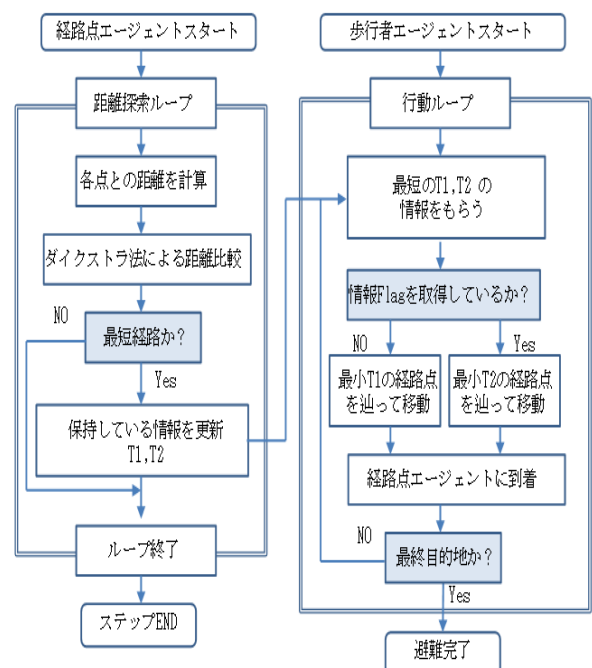 経路点エージェントスタート
距離探索ループ
各点との距離を計算
ダイクストラ法による距離比較
NO
最短経路か?
Yes
保持している情報を更新
T1,T2
ループ終了
ステップEND
歩行者エージェントスタート
行動ループ
最短のT1,T2 の
情報をもらう
情報Flagを取得しているか?
NO
Yes
最小T1の経路点
を辿って移動
最小T2の経路点
を辿って移動
経路点エージェントに到着
NO
最終目的地か?
Yes
避難完了